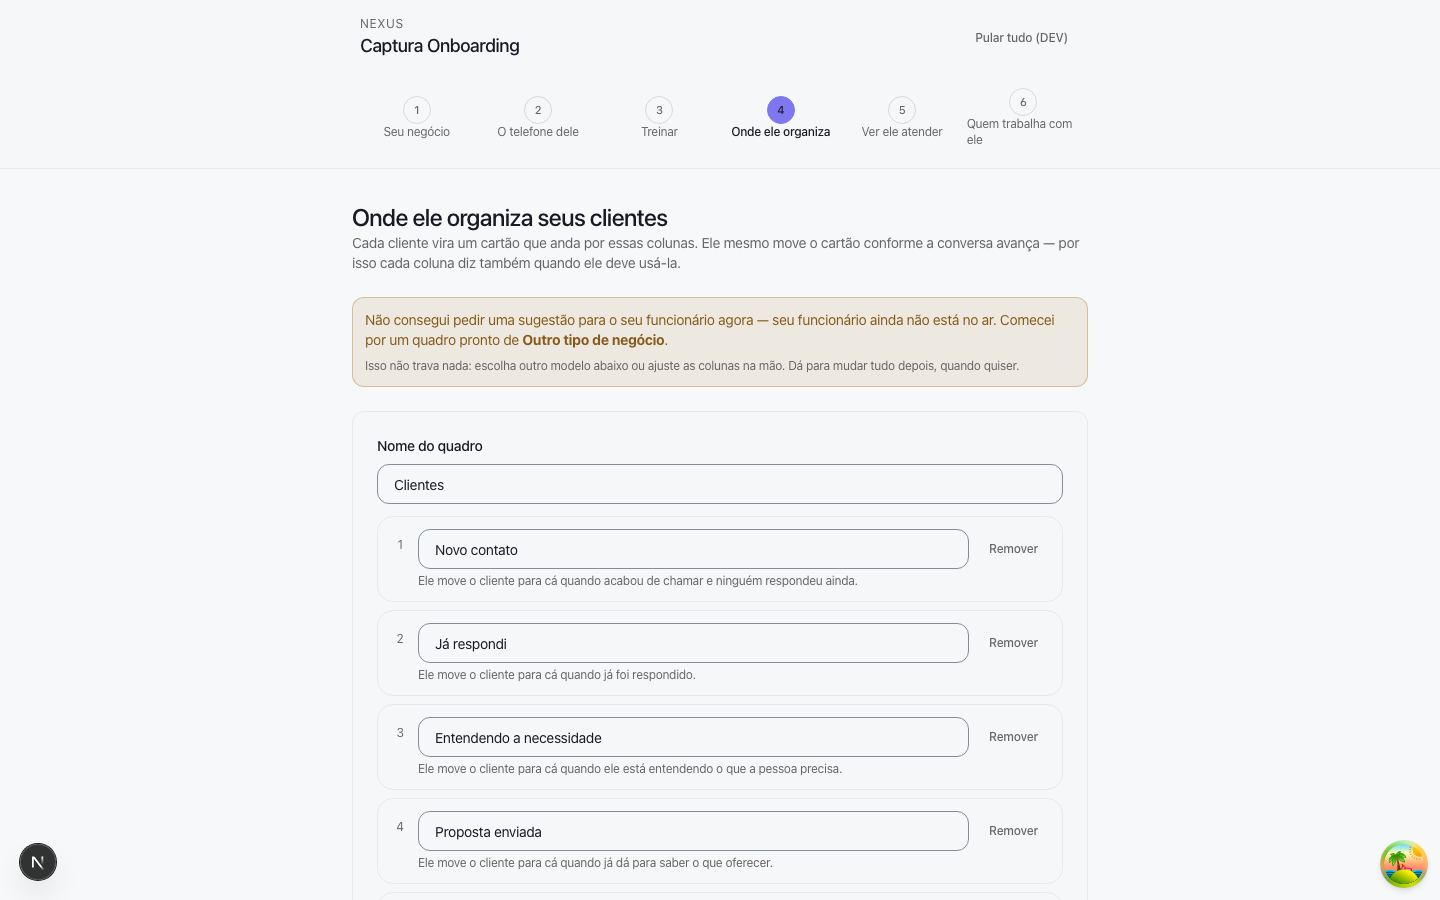 NEXUS
Captura Onboarding
Pular tudo (DEV)
1
Seu negócio
2
O telefone dele
3
Treinar
4
Onde ele organiza
5
Ver ele atender
6
Quem trabalha com
ele
Onde ele organiza seus clientes
Cada cliente vira um cartão que anda por essas colunas. Ele mesmo move o cartão conforme a conversa avança — por
isso cada coluna diz também quando ele deve usá-la.
Não consegui pedir uma sugestão para o seu funcionário agora — seu funcionário ainda não está no ar. Comecei
por um quadro pronto de Outro tipo de negócio.
Isso não trava nada: escolha outro modelo abaixo ou ajuste as colunas na mão. Dá para mudar tudo depois, quando quiser.
Nome do quadro
Clientes
1
Novo contato
Remover
Ele move o cliente para cá quando acabou de chamar e ninguém respondeu ainda.
2
Já respondi
Remover
Ele move o cliente para cá quando já foi respondido.
3
Entendendo a necessidade
Remover
Ele move o cliente para cá quando ele está entendendo o que a pessoa precisa.
4
Proposta enviada
Remover
Ele move o cliente para cá quando já dá para saber o que oferecer.
N